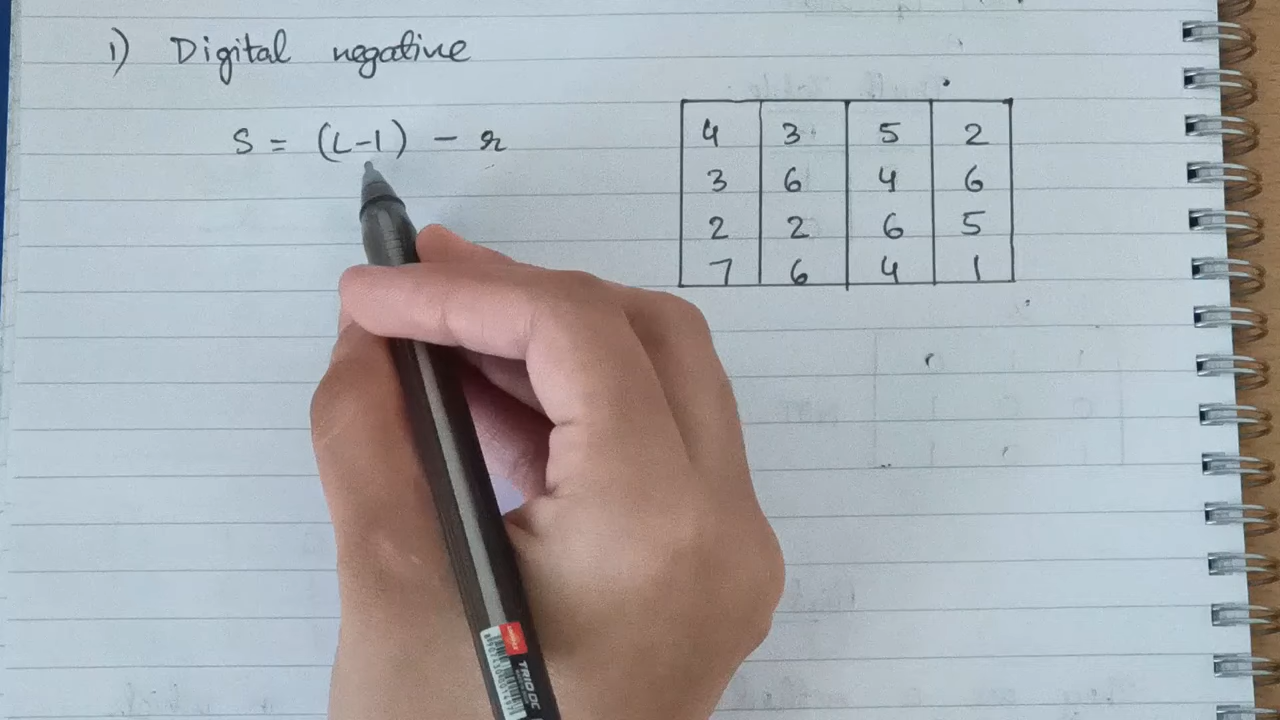 1) Digital negative
S = (L-1) - r
4 3 5 2
3 6 4 6
2 2 6 5
7 6 4 1
TRIO DX